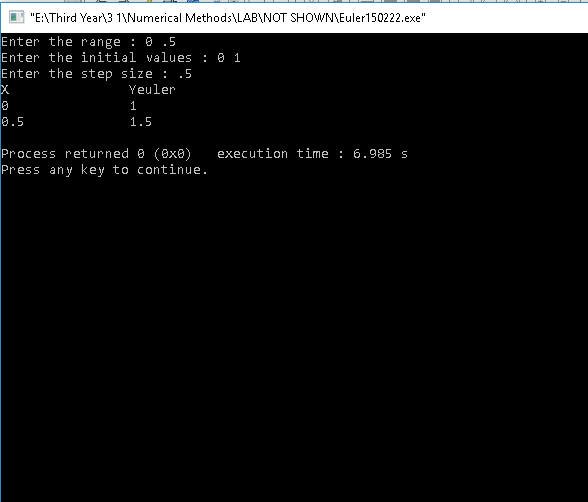 "E:\Third Year\3 1\Numerical Methods\LAB\NOT SHOWN\Euler150222.exe"
Enter the range : 0 .5
Enter the initial values : 0 1
Enter the step size : .5
X Yeuler
0 1
0.5 1.5
Process returned 0 (0x0) execution time : 6.985 s
Press any key to continue.